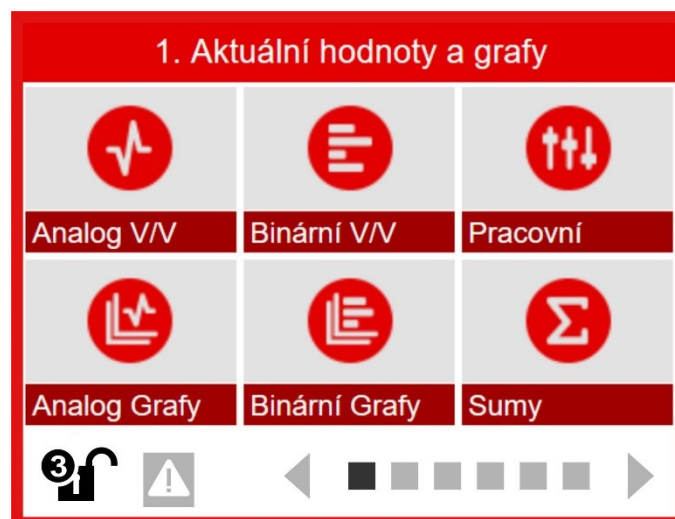 1. Aktuální hodnoty a grafy
Analog V/V
Binární V/V
Pracovní
Analog Grafy
Binární Grafy
Sumy
3